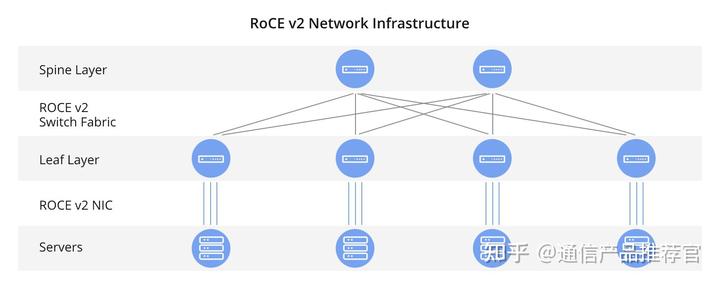 RoCE v2 Network Infrastructure
Spine Layer
ROCE v2
Switch Fabric
Leaf Layer
ROCE v2 NIC
Servers
知乎 @通信产品推荐官